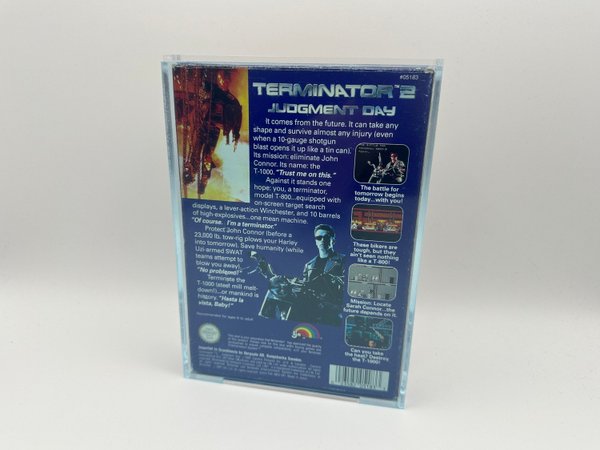 #05183
TERMINATOR™2
JUDGMENT DAY
It comes from the future. It can take any
shape and survive almost any injury (even
when a 10-gauge shotgun
blast opens it up like a tin can).
Its mission: eliminate John
Connor. Its name: the
T-1000. "Trust me on this."
Against it stands one
hope: you, a terminator,
model T-800...equipped with
on-screen target search
displays, a lever-action Winchester, and 10 barrels
of high-explosives...one mean machine.
"Of course. I'm a terminator."
Protect John Connor (before a
23,000 lb. tow-rig plows your Harley
into tomorrow). Save humanity (while
Uzi-armed SWAT
teams attempt to
blow you away).
"No problemo!"
Terminate the
T-1000 (steel mill melt-
down!)...or mankind is
history. "Hasta la
vista, Baby!"
Recommended for ages 6 to adult
The battle for
tomorrow begins
today...with you!
These bikers are
tough, but they
ain't seen nothing
like a T-800!
Mission: Locate
Sarah Connor...the
future depends on it.
Can you take
the heat? Destroy
the T-1000!